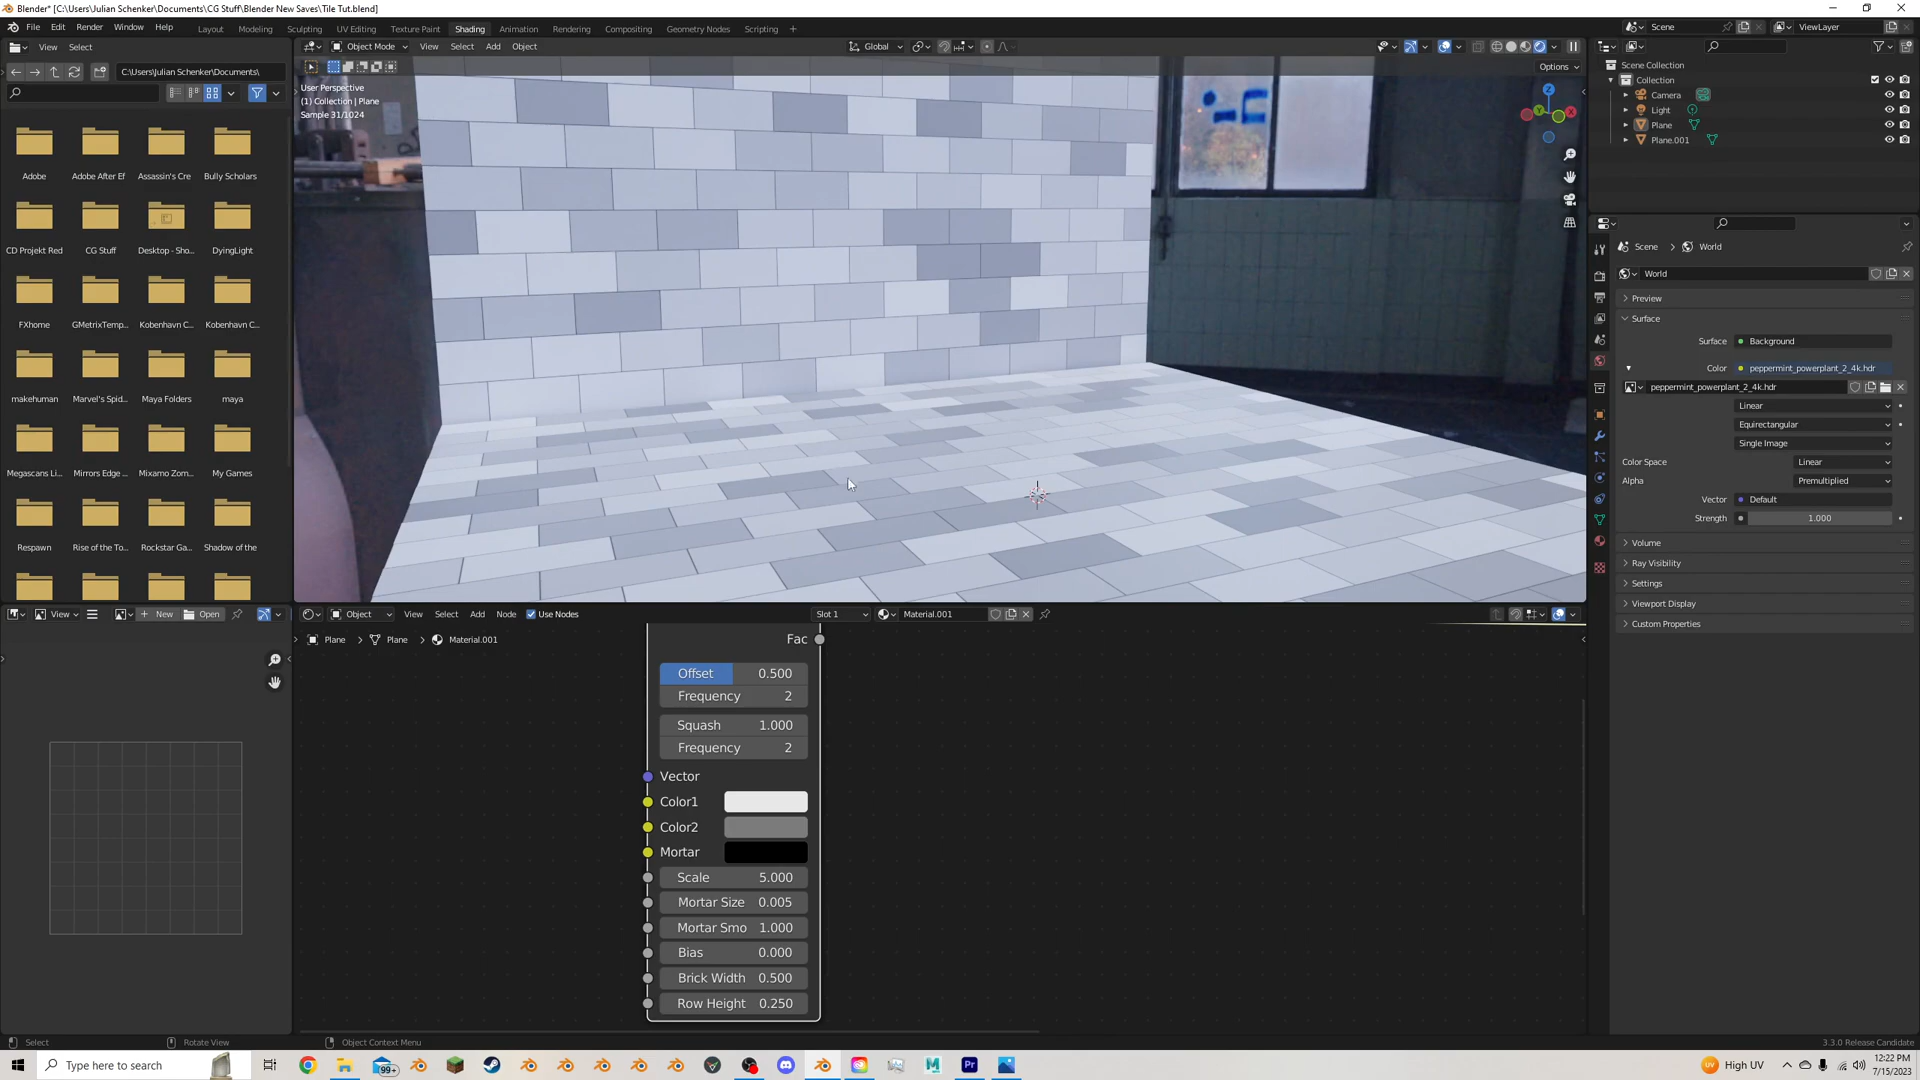 Blender* [C:\Users\Julian Schenker\Documents\CG Stuff\Blender New Saves\Tile Tut.blend]
File Edit Render Window Help Layout Modeling Sculpting UV Editing Texture Paint Shading Animation Rendering Compositing Geometry Nodes Scripting + Scene ViewLayer
View Select
Object Mode View Select Add Object Global
C:\Users\Julian Schenker\Documents\
Options
User Perspective
(1) Collection | Plane
Sample 31/1024
Scene Collection
Collection
Camera
Light
Plane
Plane.001
Adobe Adobe After Ef Assassin's Cre Bully Scholars
CD Projekt Red CG Stuff Desktop - Sho... DyingLight
FXhome GMetrixTemp... Kobenhavn C... Kobenhavn C...
makehuman Marvel's Spid... Maya Folders maya
Megascans Li... Mirrors Edge ... Mixamo Zom... My Games
Respawn Rise of the To... Rockstar Ga... Shadow of the
Z
Y
X
Scene World
World
Preview
Surface
Surface Background
Color peppermint_powerplant_2_4k.hdr
peppermint_powerplant_2_4k.hdr
Linear
Equirectangular
Single Image
Color Space Linear
Alpha Premultiplied
Vector Default
Strength 1.000
Volume
Ray Visibility
Settings
Viewport Display
Custom Properties
View New Open
Object View Select Add Node Use Nodes Slot 1 Material.001
Plane Plane Material.001
Fac
Offset 0.500
Frequency 2
Squash 1.000
Frequency 2
Vector
Color1
Color2
Mortar
Scale 5.000
Mortar Size 0.005
Mortar Smo 1.000
Bias 0.000
Brick Width 0.500
Row Height 0.250
Select Rotate View Object Context Menu 3.3.0 Release Candidate
Type here to search
99+
Pr
High UV
12:22 PM
7/15/2023